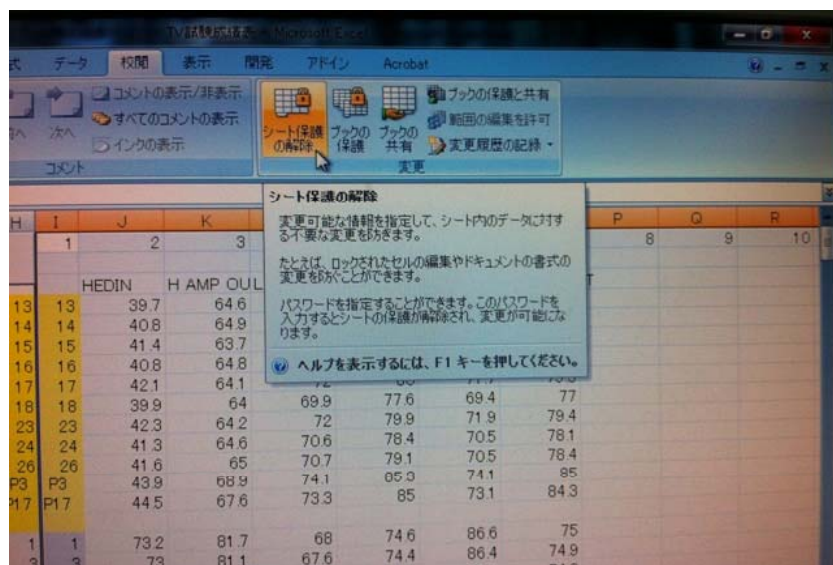 TV試験成績表 - Microsoft Excel
式 データ 校閲 表示 開発 アドイン Acrobat
コメントの表示/非表示
すべてのコメントの表示
インクの表示
次へ
コメント
シート保護の解除
ブックの保護
ブックの共有
ブックの保護と共有
範囲の編集を許可
変更履歴の記録
変更
シート保護の解除
変更可能な情報を指定して、シート内のデータに対す
る不要な変更を防ぎます。
たとえば、ロックされたセルの編集やドキュメントの書式の
変更を防ぐことができます。
パスワードを指定することができます。このパスワードを
入力するとシートの保護が解除され、変更が可能にな
ります。
ヘルプを表示するには、F1 キーを押してください。
H I J K P Q R
1 2 3 8 9 10
HEDIN H AMP OUL T
13 13 39.7 64.6
14 14 40.8 64.9
15 15 41.4 63.7
16 16 40.8 64.8
17 17 42.1 64.1
18 18 39.9 64 69.9 77.6 69.4 77
23 23 42.3 64.2 72 79.9 71.9 79.4
24 24 41.3 64.6 70.6 78.4 70.5 78.1
26 26 41.6 65 70.7 79.1 70.5 78.4
P3 P3 43.9 68.9 74.1 85.3 74.1 85
P17 P17 44.5 67.6 73.3 85 73.1 84.3
1 1 73.2 81.7 68 74.6 86.6 75
3 3 73 81.1 67.6 74.4 86.4 74.9